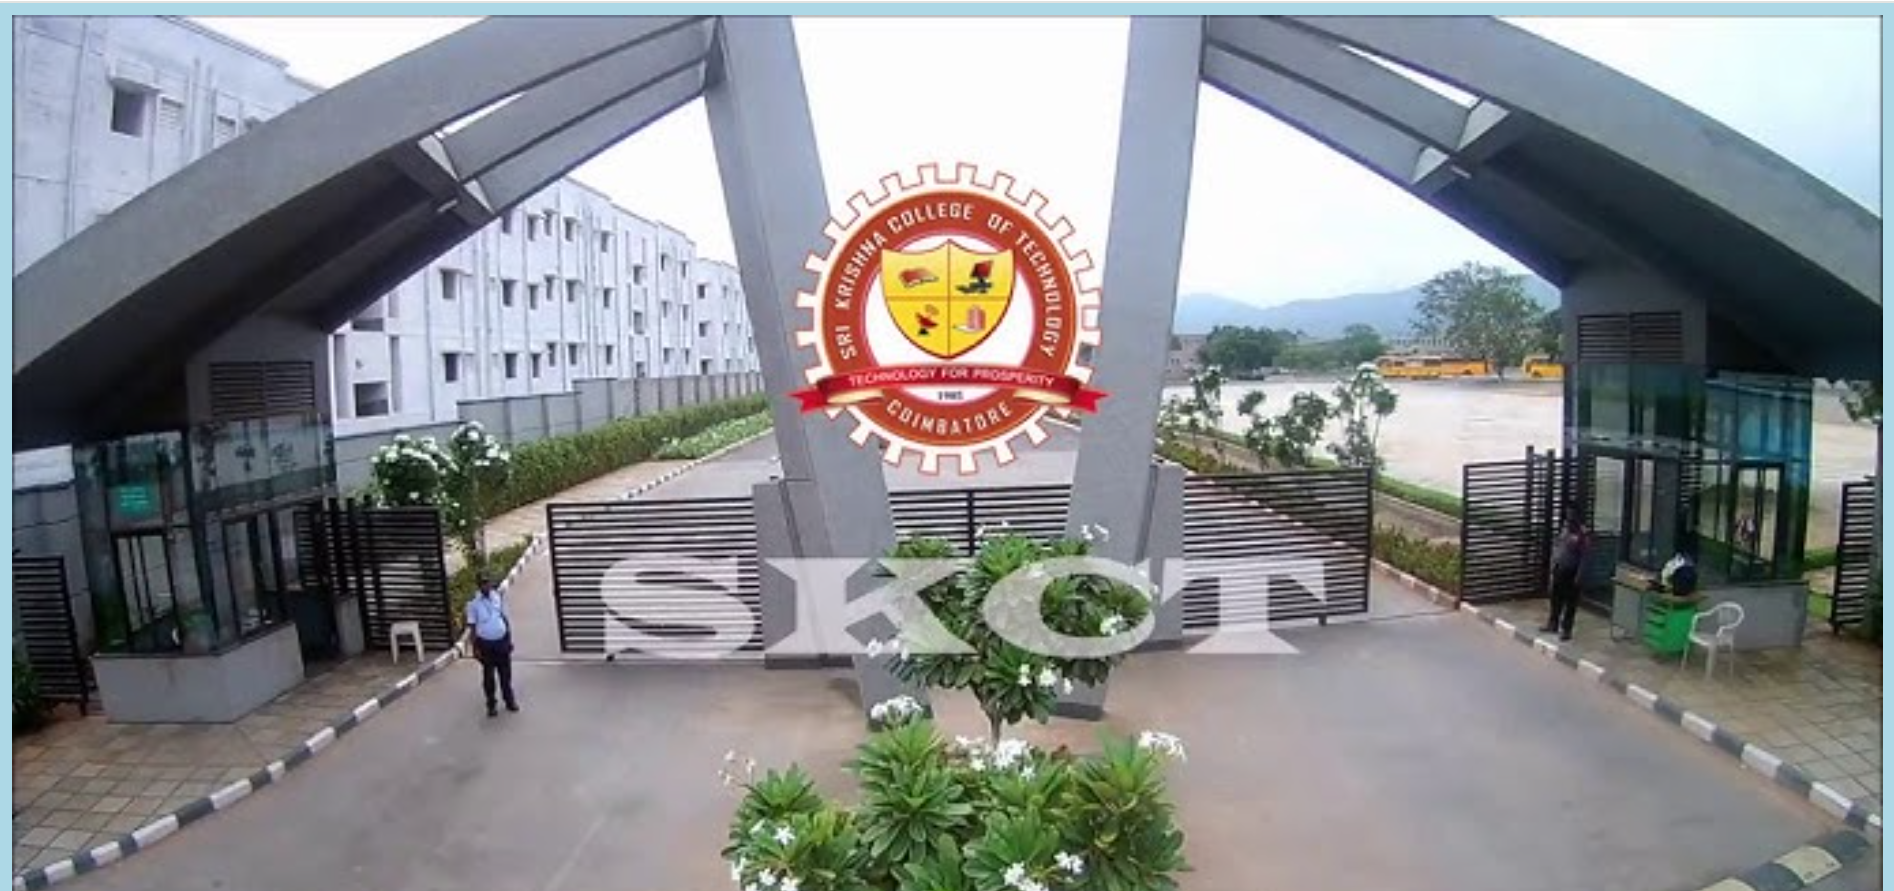 SRI KRISHNA COLLEGE OF TECHNOLOGY
TECHNOLOGY FOR PROSPERITY
1985
COIMBATORE
SKCT